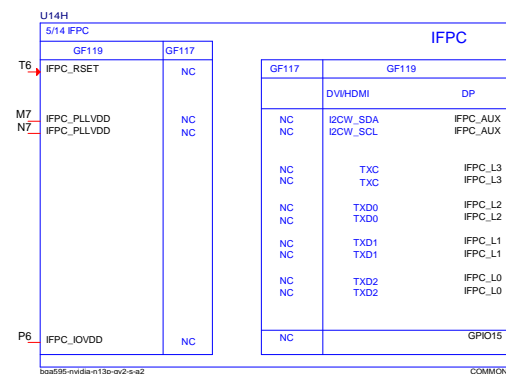 U14H
5/14 IFPC
IFPC
GF119 GF117
T6 IFPC_RSET NC
GF117 GF119
DVI/HDMI DP
M7 IFPC_PLLVDD NC NC I2CW_SDA IFPC_AUX
N7 IFPC_PLLVDD NC NC I2CW_SCL IFPC_AUX
NC TXC IFPC_L3
NC TXC IFPC_L3
NC TXD0 IFPC_L2
NC TXD0 IFPC_L2
NC TXD1 IFPC_L1
NC TXD1 IFPC_L1
NC TXD2 IFPC_L0
NC TXD2 IFPC_L0
P6 IFPC_IOVDD NC NC GPIO15
bga595-nvidia-n13p-gv2-s-a2 COMMON